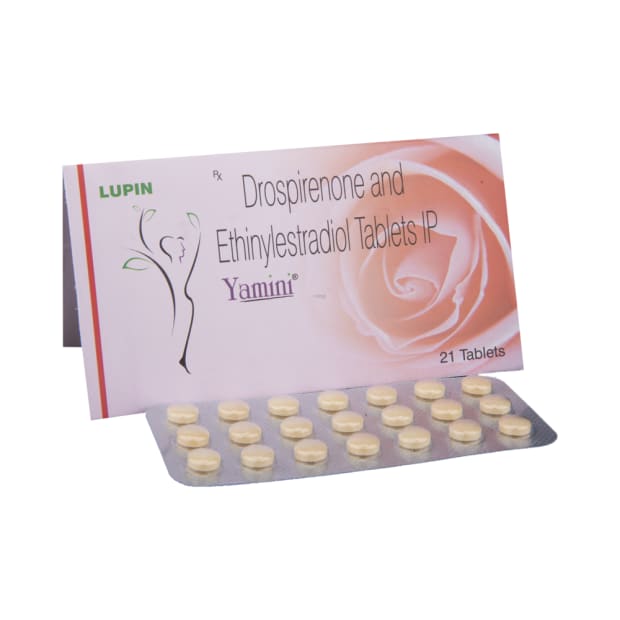 LUPIN
Rx
Drospirenone and
Ethinylestradiol Tablets IP
Yamini®
21 Tablets